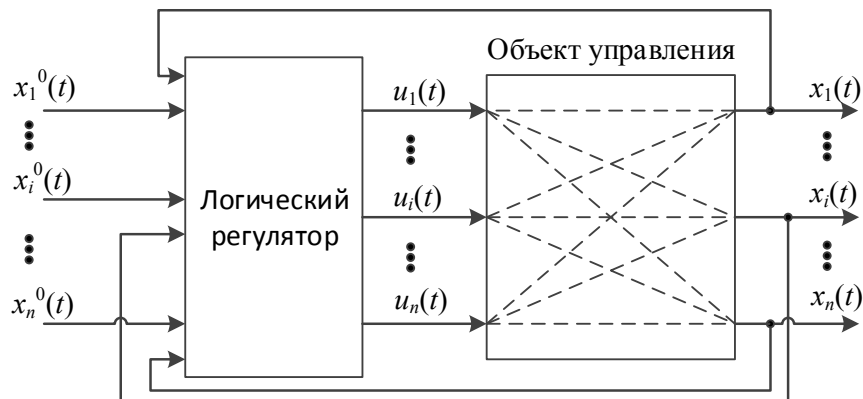 Объект управления
x₁⁰(t)
u₁(t)
x₁(t)
xᵢ⁰(t)
Логический
регулятор
uᵢ(t)
xᵢ(t)
xₙ⁰(t)
uₙ(t)
xₙ(t)